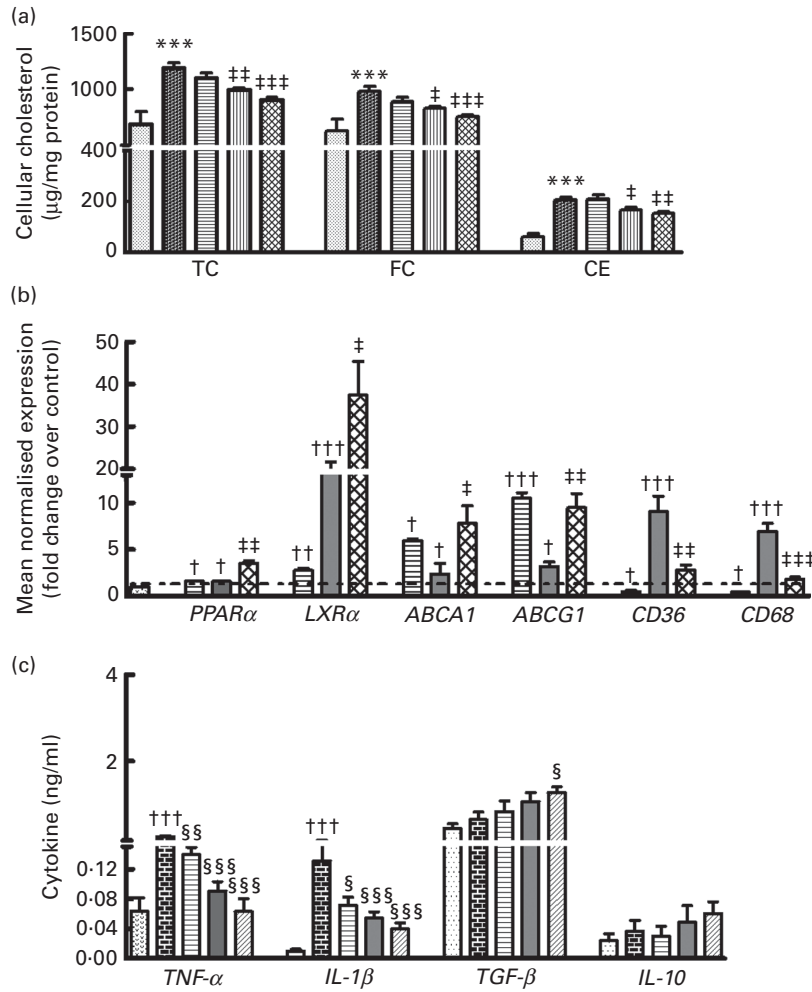 (a)
Cellular cholesterol
(μg/mg protein)
1500
1000
400
200
0
***
‡‡
‡‡‡
***
‡
‡‡‡
***
‡
‡‡
TC
FC
CE
(b)
Mean normalised expression
(fold change over control)
50
40
30
20
10
5
0
†
†
‡‡
††
†††
‡
†
†
‡
†††
†
‡‡
†
†††
‡‡
†
†††
‡‡‡
PPARα
LXRα
ABCA1
ABCG1
CD36
CD68
(c)
Cytokine (ng/ml)
4
2
0·12
0·08
0·04
0·00
†††
§§
§§§
§§§
†††
§
§§§
§§§
§
TNF-α
IL-1β
TGF-β
IL-10